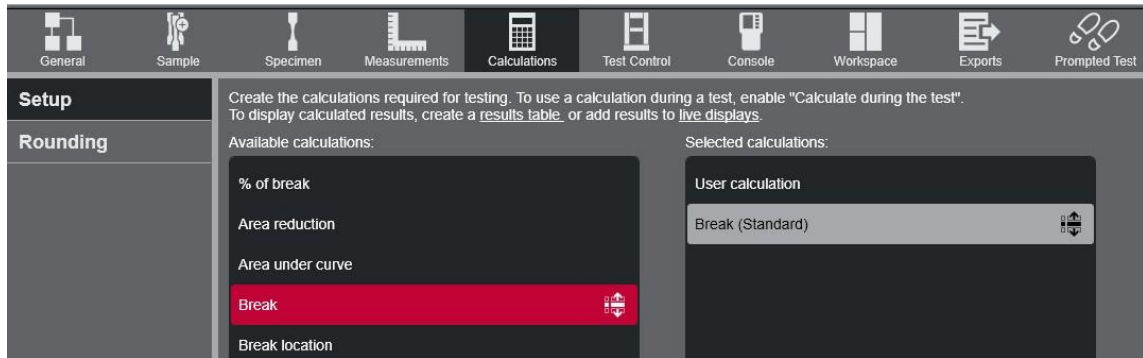 General Sample Specimen Measurements Calculations Test Control Console Workspace Exports Prompted Test
Setup
Rounding
Create the calculations required for testing. To use a calculation during a test, enable "Calculate during the test".
To display calculated results, create a results table or add results to live displays.
Available calculations:
% of break
Area reduction
Area under curve
Break
Break location
Selected calculations:
User calculation
Break (Standard)